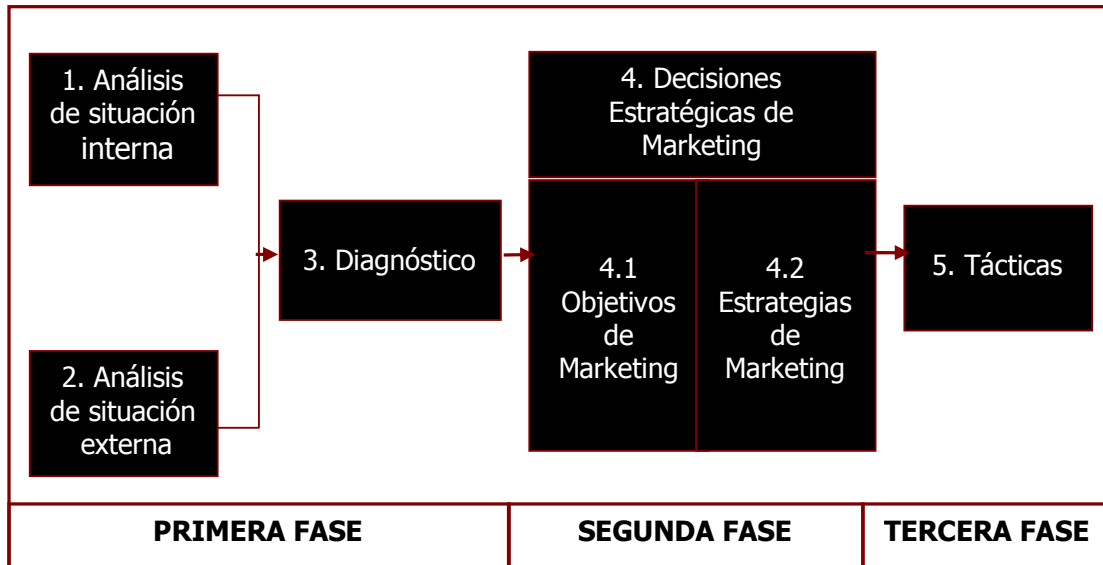 1. Análisis
de situación
interna
2. Análisis
de situación
externa
3. Diagnóstico
4. Decisiones
Estratégicas de
Marketing
4.1
Objetivos
de
Marketing
4.2
Estrategias
de
Marketing
5. Tácticas
PRIMERA FASE
SEGUNDA FASE
TERCERA FASE